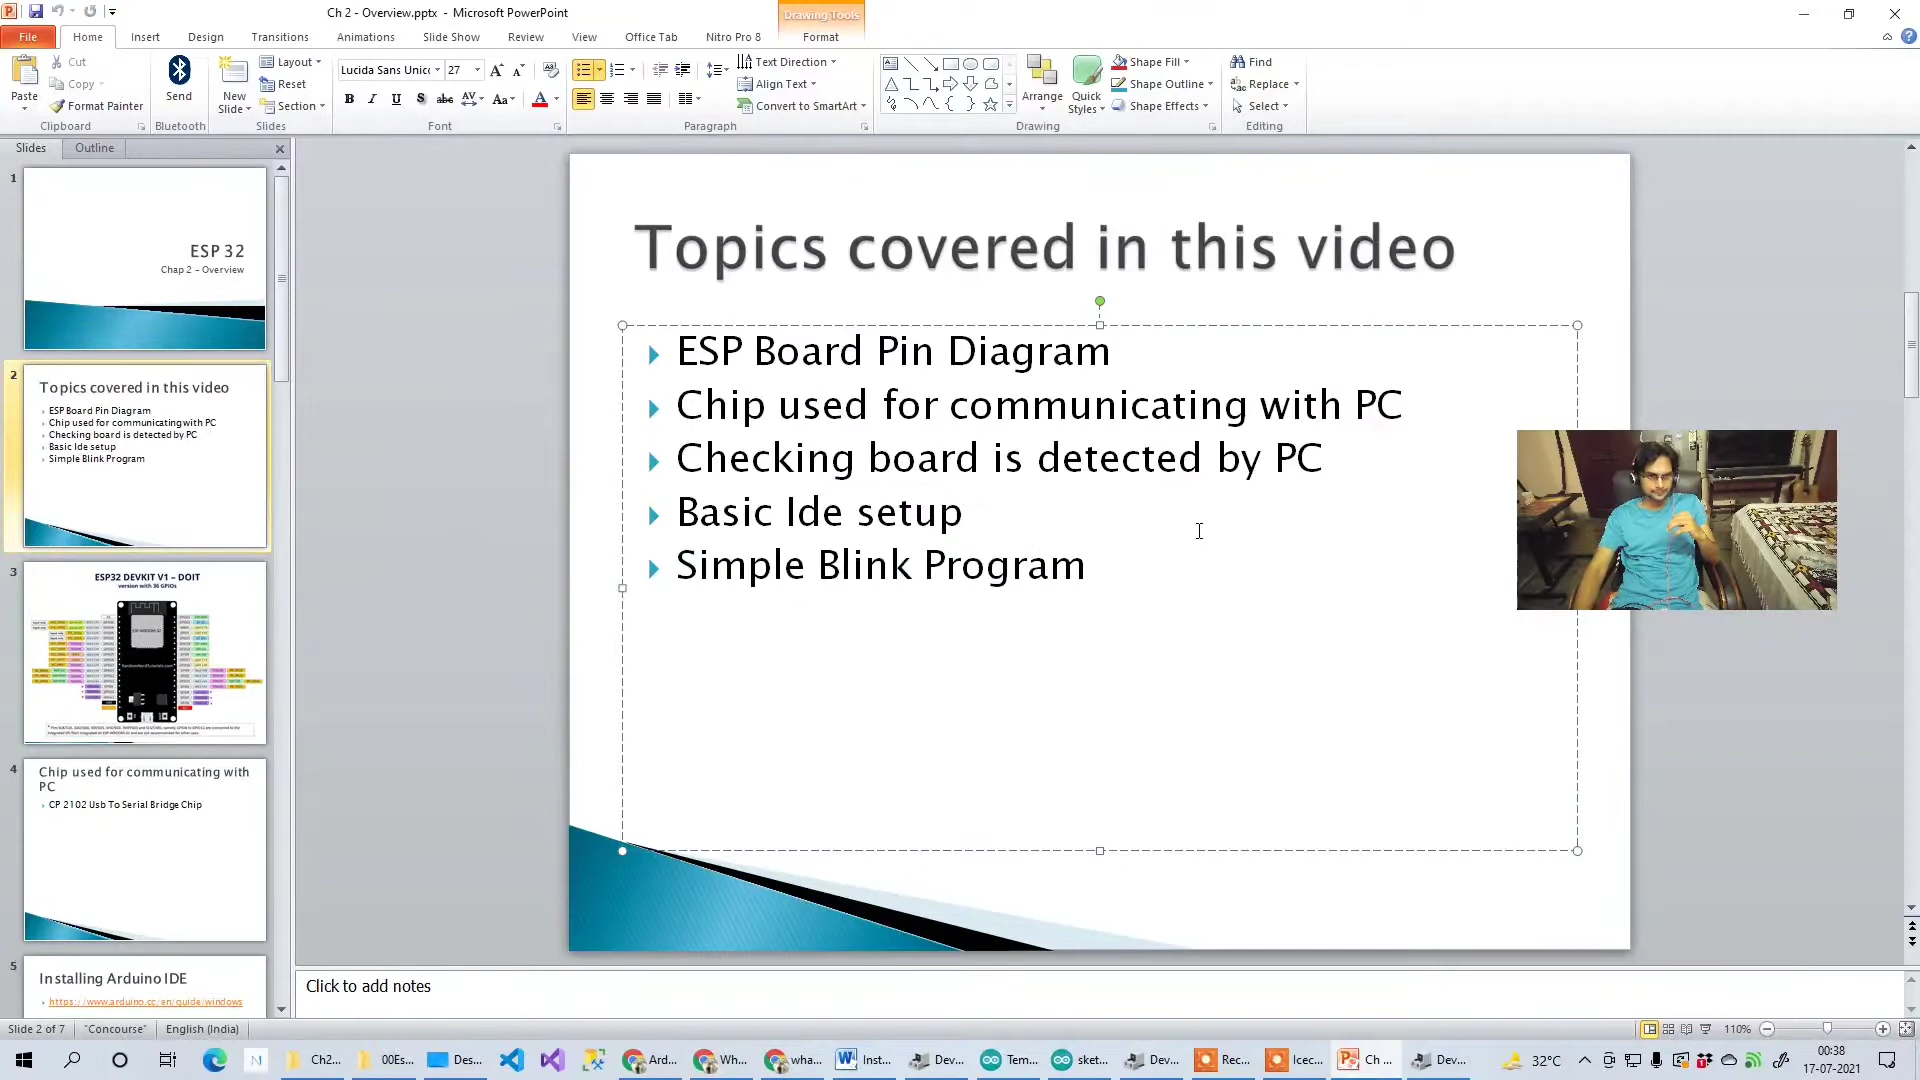 Ch 2 - Overview.pptx - Microsoft PowerPoint
Drawing Tools
File
Home
Insert
Design
Transitions
Animations
Slide Show
Review
View
Office Tab
Nitro Pro 8
Format
Paste
Cut
Copy
Format Painter
Clipboard
Send
Bluetooth
New
Slide
Layout
Reset
Section
Slides
Lucida Sans Unic
27
B I U S abc AV Aa A
Font
Text Direction
Align Text
Convert to SmartArt
Paragraph
Arrange
Quick
Styles
Shape Fill
Shape Outline
Shape Effects
Drawing
Find
Replace
Select
Editing
Slides
Outline
1
ESP 32
Chap 2 - Overview
2
Topics covered in this video
ESP Board Pin Diagram
Chip used for communicating with PC
Checking board is detected by PC
Basic Ide setup
Simple Blink Program
3
ESP32 DEVKIT V1 – DOIT
version with 36 GPIOs
4
Chip used for communicating with
PC
CP 2102 Usb To Serial Bridge Chip
5
Installing Arduino IDE
https://www.arduino.cc/en/guide/windows
Topics covered in this video
ESP Board Pin Diagram
Chip used for communicating with PC
Checking board is detected by PC
Basic Ide setup
Simple Blink Program
Click to add notes
Slide 2 of 7
"Concourse"
English (India)
110%
Ch2...
00Es...
Des...
Ard...
Wh...
wha...
Inst...
Dev...
Tem...
sket...
Dev...
Rec...
Icec...
Ch ...
Dev...
32°C
00:38
17-07-2021